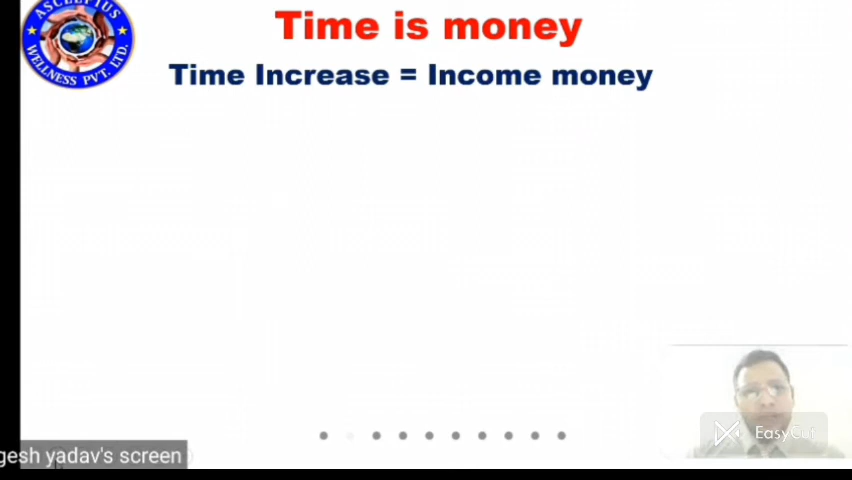 ASCLEPIUS
WELLNESS PVT. LTD.
Time is money
Time Increase = Income money
EasyCut
gesh yadav's screen